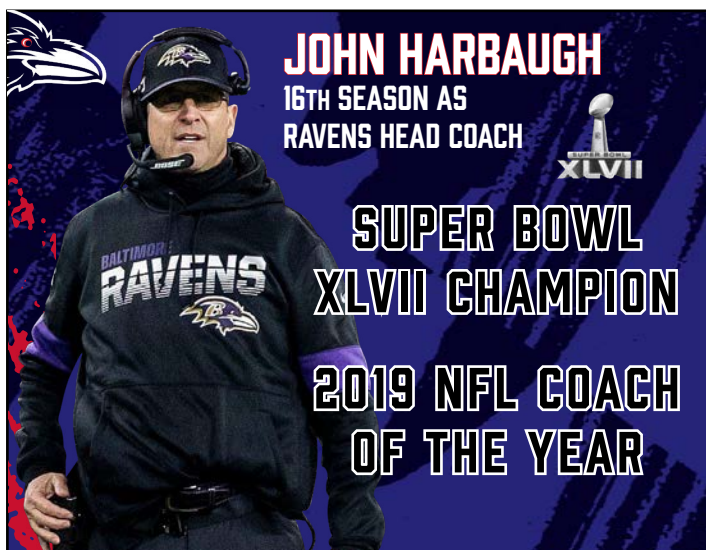 JOHN HARBAUGH
16TH SEASON AS
RAVENS HEAD COACH
SUPER BOWL
XLVII
SUPER BOWL
XLVII CHAMPION
BALTIMORE
RAVENS
BOSE
2019 NFL COACH
OF THE YEAR